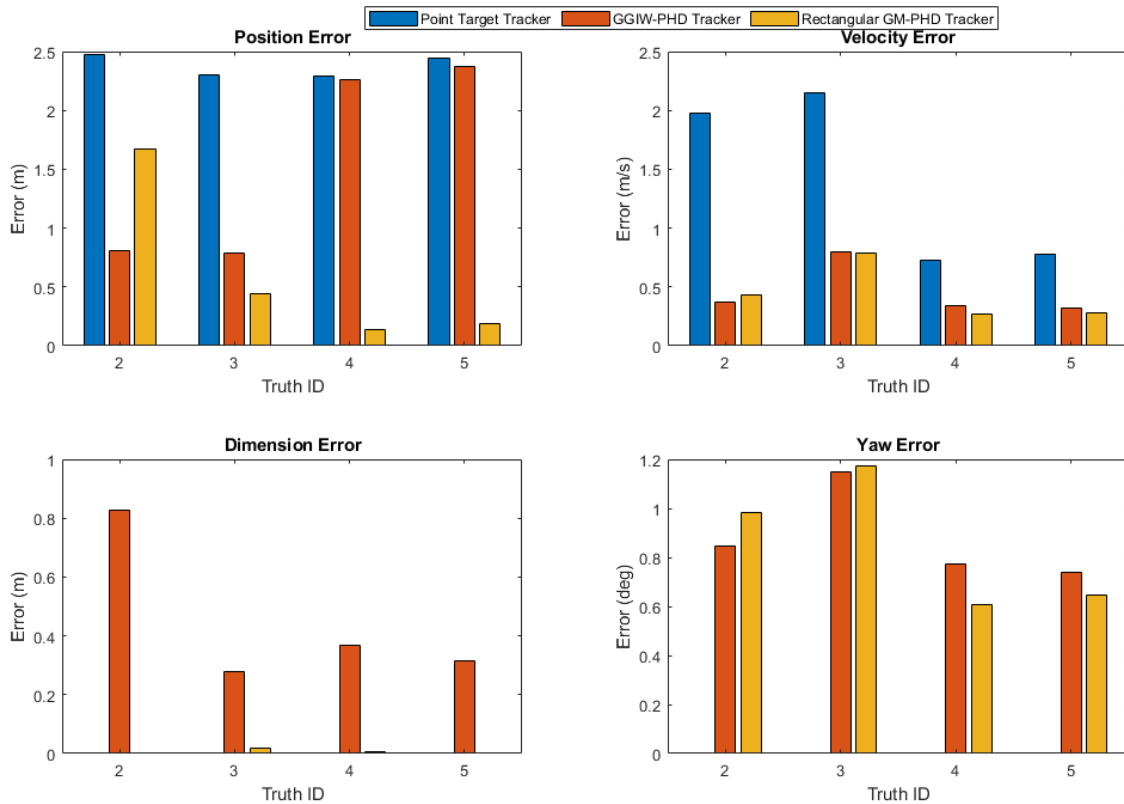 Point Target Tracker GGIW-PHD Tracker Rectangular GM-PHD Tracker
Position Error
Velocity Error
Error (m)
0
0.5
1
1.5
2
2.5
2 3 4 5
Truth ID
Error (m/s)
0
0.5
1
1.5
2
2.5
2 3 4 5
Truth ID
Dimension Error
Error (m)
0
0.2
0.4
0.6
0.8
1
2 3 4 5
Truth ID
Yaw Error
Error (deg)
0
0.2
0.4
0.6
0.8
1
1.2
2 3 4 5
Truth ID